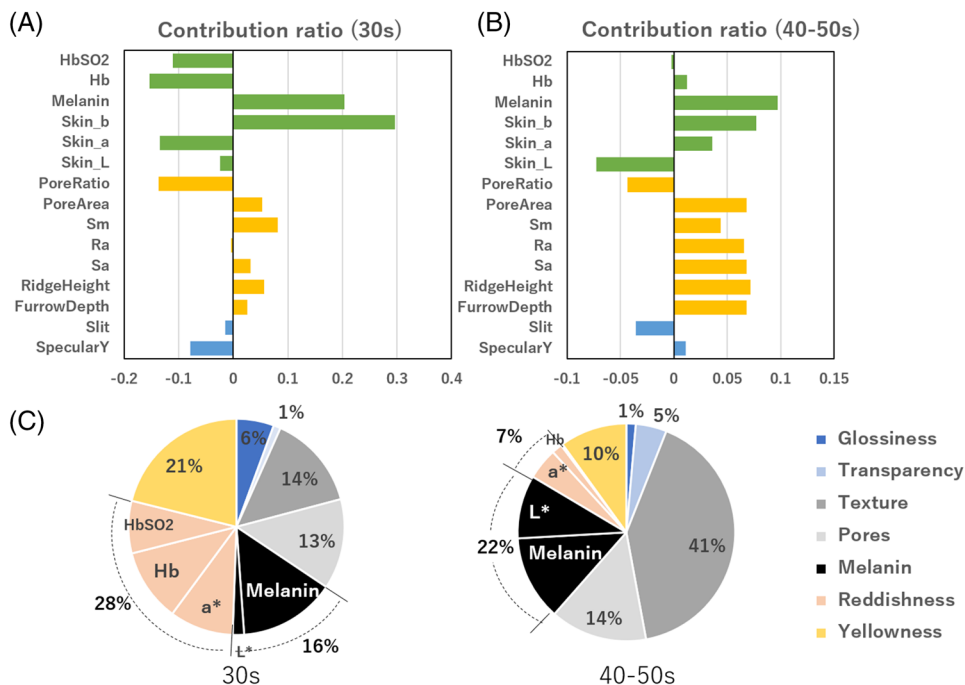 (A)
Contribution ratio (30s)
HbSO2
Hb
Melanin
Skin_b
Skin_a
Skin_L
PoreRatio
PoreArea
Sm
Ra
Sa
RidgeHeight
FurrowDepth
Slit
SpecularY
-0.2 -0.1 0 0.1 0.2 0.3 0.4
(B)
Contribution ratio (40-50s)
HbSO2
Hb
Melanin
Skin_b
Skin_a
Skin_L
PoreRatio
PoreArea
Sm
Ra
Sa
RidgeHeight
FurrowDepth
Slit
SpecularY
-0.1 -0.05 0 0.05 0.1 0.15
(C)
6%
1%
14%
13%
Melanin
16%
L*
a*
Hb
HbSO2
28%
21%
30s
1%
5%
41%
14%
Melanin
L*
22%
a*
Hb
7%
10%
40-50s
Glossiness
Transparency
Texture
Pores
Melanin
Reddishness
Yellowness